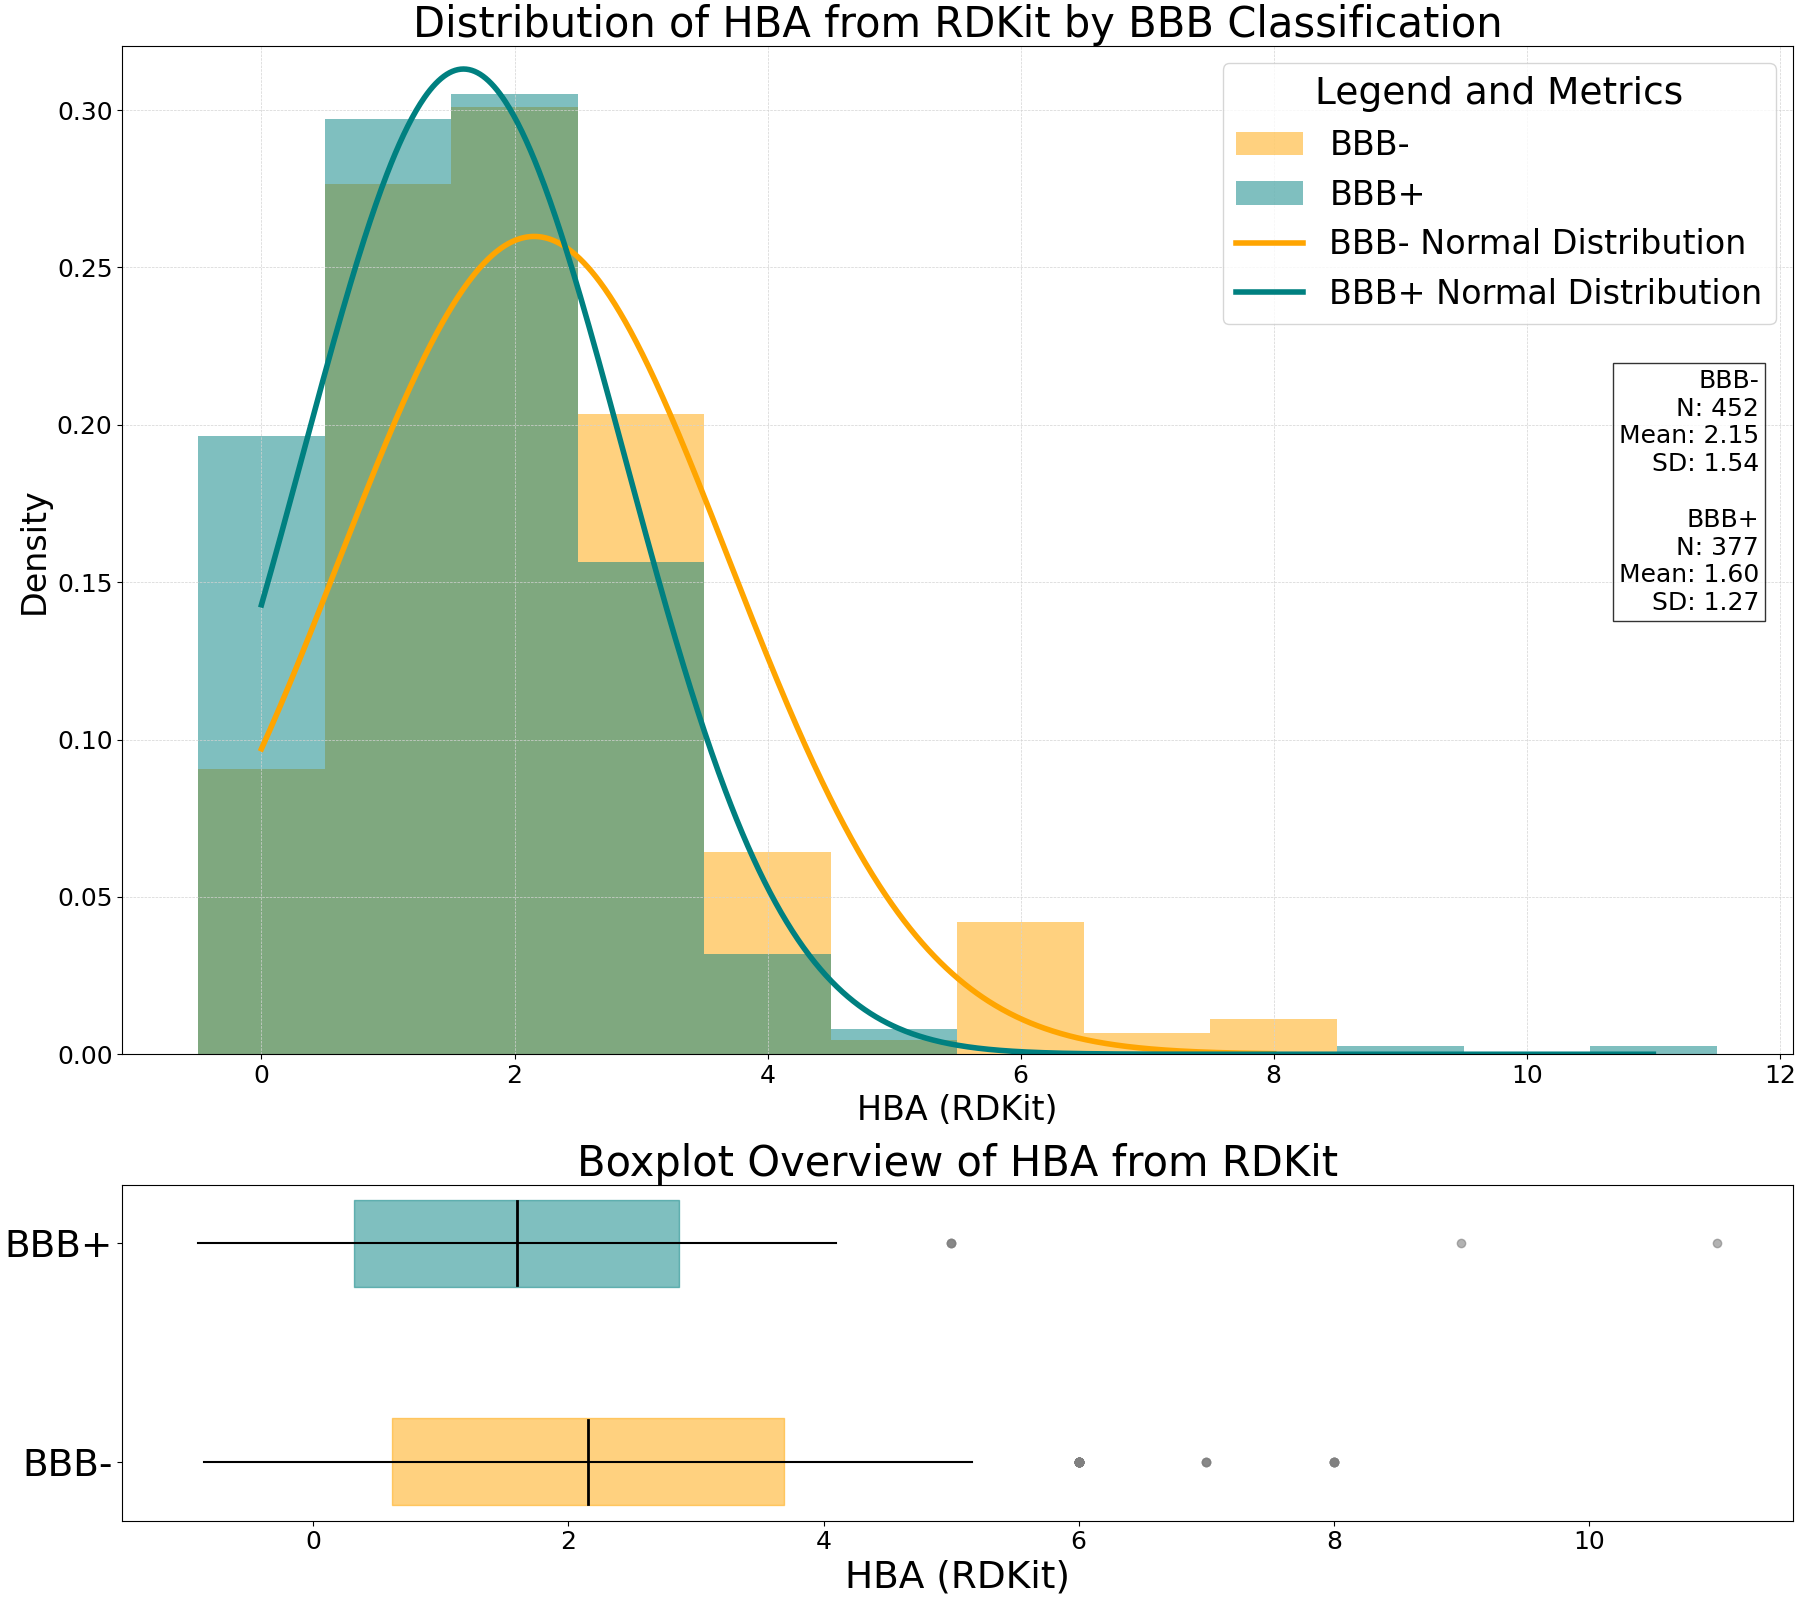 Distribution of HBA from RDKit by BBB Classification
Density
0.30
0.25
0.20
0.15
0.10
0.05
0.00
Legend and Metrics
BBB-
BBB+
BBB- Normal Distribution
BBB+ Normal Distribution
BBB-
N: 452
Mean: 2.15
SD: 1.54
BBB+
N: 377
Mean: 1.60
SD: 1.27
0 2 4 6 8 10 12
HBA (RDKit)
Boxplot Overview of HBA from RDKit
BBB+
BBB-
0 2 4 6 8 10
HBA (RDKit)